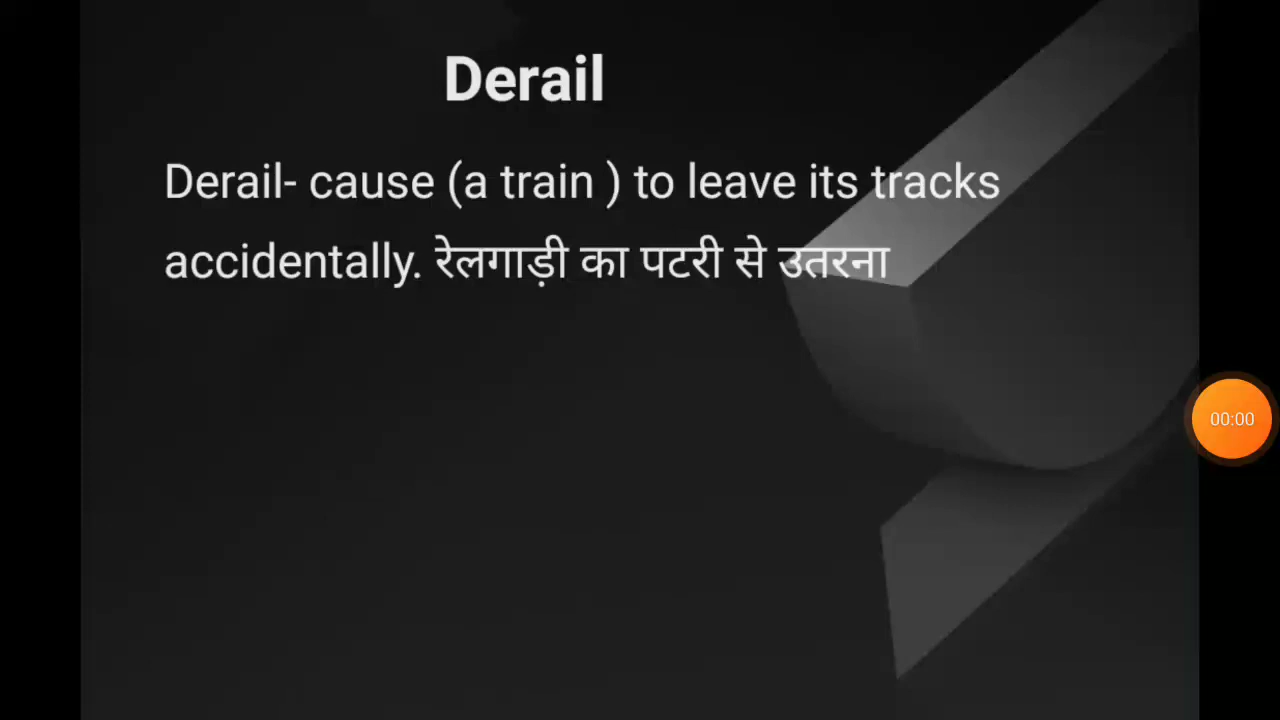 Derail
Derail- cause (a train ) to leave its tracks
accidentally. रेलगाड़ी का पटरी से उतरना
00:00